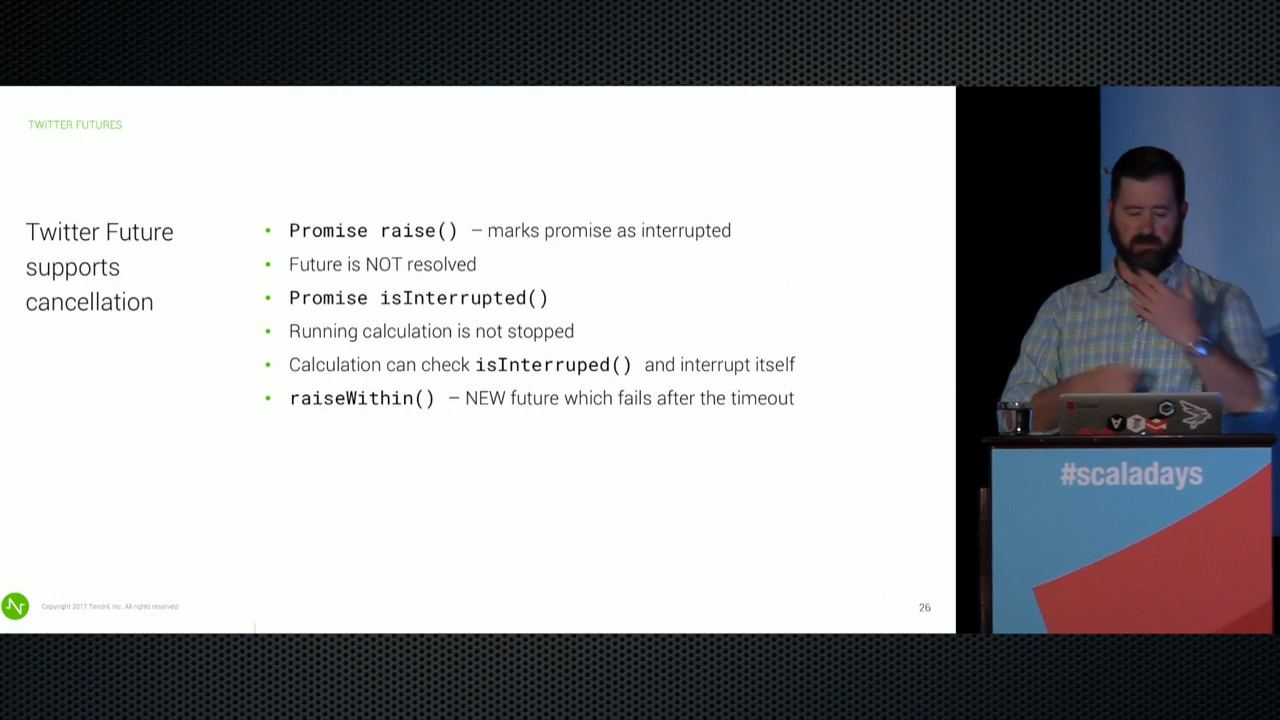 TWITTER FUTURES
Twitter Future
supports
cancellation
• Promise raise() – marks promise as interrupted
• Future is NOT resolved
• Promise isInterrupted()
• Running calculation is not stopped
• Calculation can check isInterruped() and interrupt itself
• raiseWithin() – NEW future which fails after the timeout
Copyright 2017 Tendril, Inc. All rights reserved.
26
#scaladays